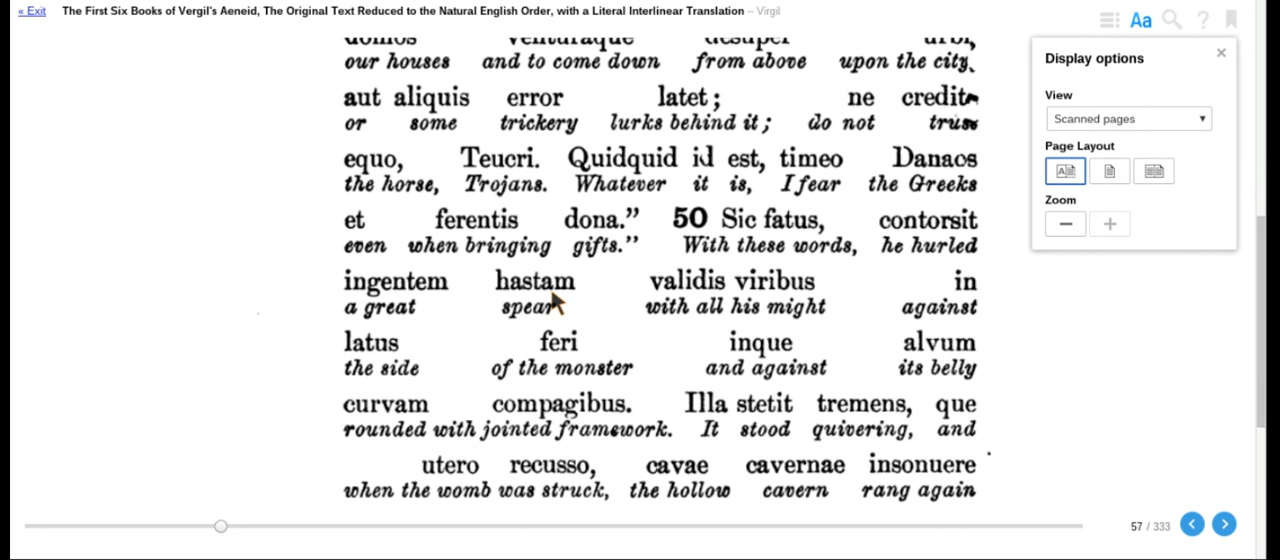 « Exit The First Six Books of Vergil's Aeneid, The Original Text Reduced to the Natural English Order, with a Literal Interlinear Translation – Virgil
Aa ?
domos venturaque desuper urbi,
our houses and to come down from above upon the city,
aut aliquis error latet; ne credite
or some trickery lurks behind it; do not trust
equo, Teucri. Quidquid id est, timeo Danaos
the horse, Trojans. Whatever it is, I fear the Greeks
et ferentis dona.” 50 Sic fatus, contorsit
even when bringing gifts.” With these words, he hurled
ingentem hastam validis viribus in
a great spear with all his might against
latus feri inque alvum
the side of the monster and against its belly
curvam compagibus. Illa stetit tremens, que
rounded with jointed framework. It stood quivering, and
utero recusso, cavae cavernae insonuere
when the womb was struck, the hollow cavern rang again
Display options ×
View
Scanned pages
Page Layout
A
Zoom
− +
57 / 333